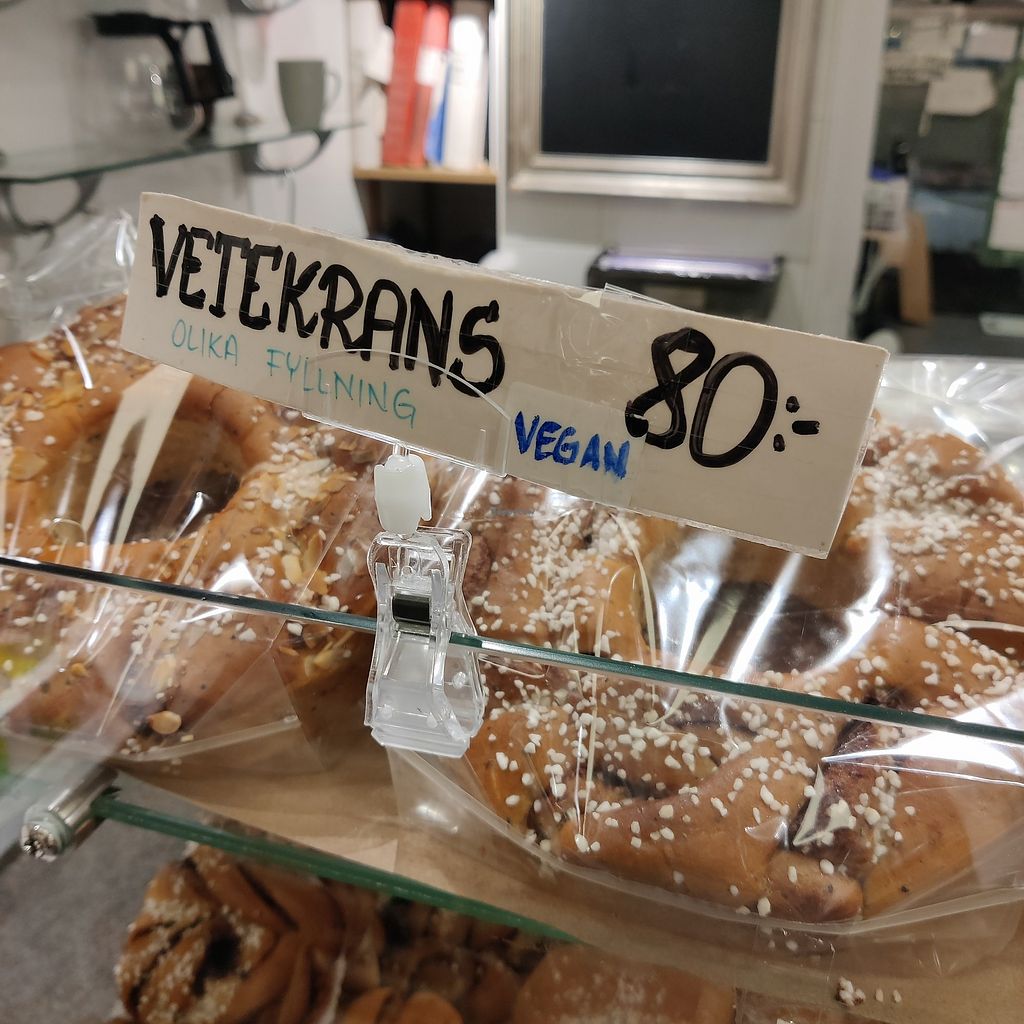 VETEKRANS 80:-
OLIKA FYLLNING
VEGAN